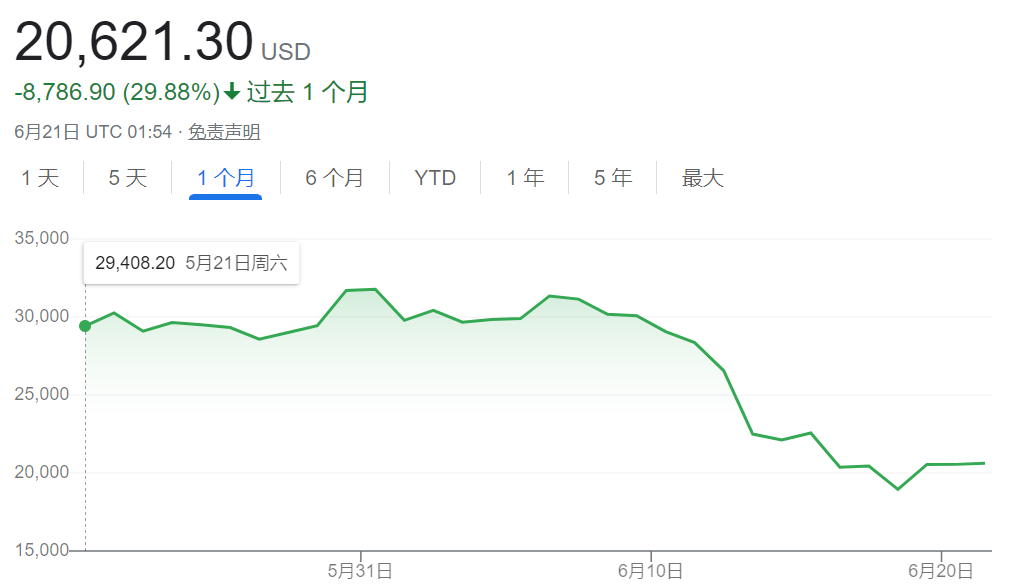 20,621.30 USD
-8,786.90 (29.88%)↓ 过去 1 个月
6月21日 UTC 01:54 · 免责声明
1 天 5 天 1 个月 6 个月 YTD 1 年 5 年 最大
35,000
29,408.20 5月21日周六
30,000
25,000
20,000
15,000
5月31日 6月10日 6月20日